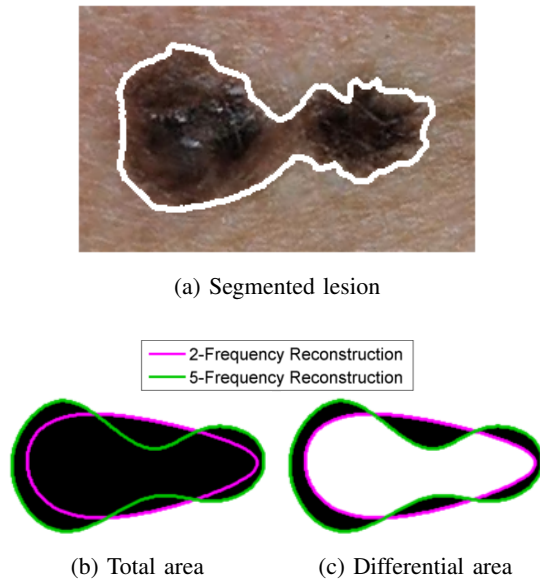 (a) Segmented lesion
2-Frequency Reconstruction
5-Frequency Reconstruction
(b) Total area
(c) Differential area